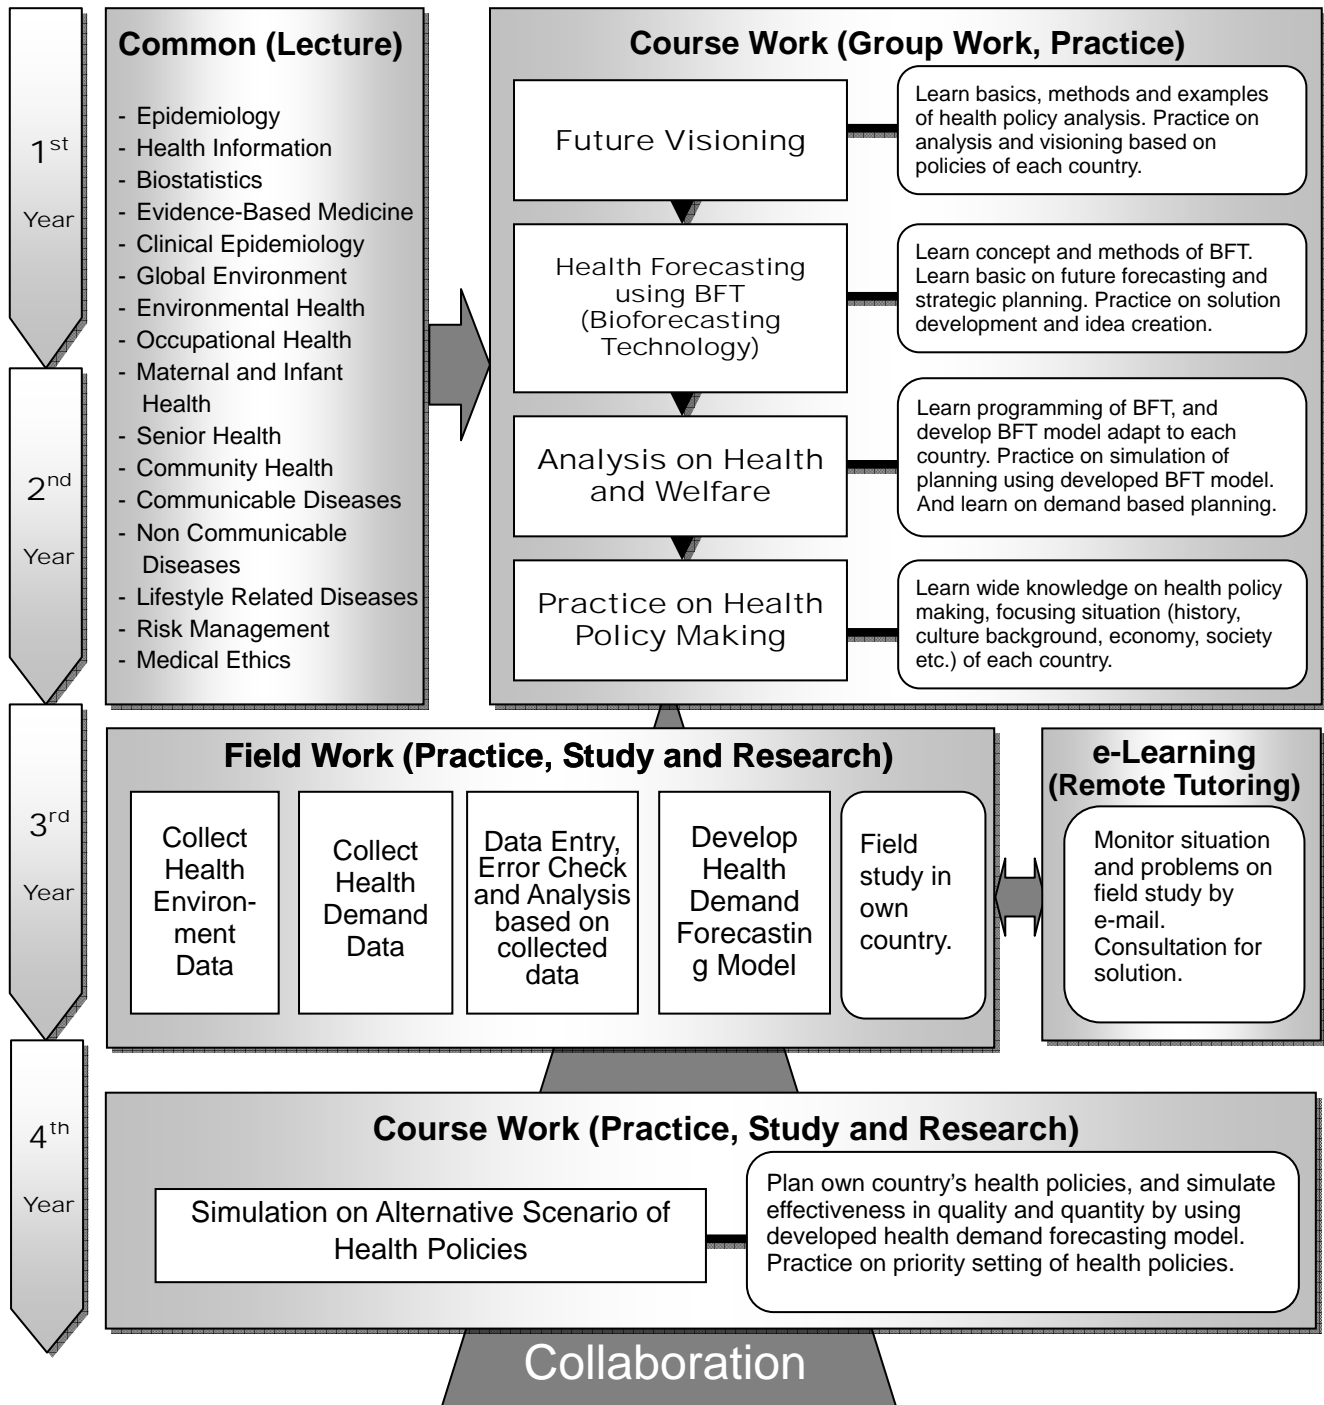 1st
Year
2nd
Year
3rd
Year
4th
Year
Common (Lecture)
- Epidemiology
- Health Information
- Biostatistics
- Evidence-Based Medicine
- Clinical Epidemiology
- Global Environment
- Environmental Health
- Occupational Health
- Maternal and Infant
Health
- Senior Health
- Community Health
- Communicable Diseases
- Non Communicable
Diseases
- Lifestyle Related Diseases
- Risk Management
- Medical Ethics
Course Work (Group Work, Practice)
Future Visioning
Learn basics, methods and examples
of health policy analysis. Practice on
analysis and visioning based on
policies of each country.
Health Forecasting
using BFT
(Bioforecasting
Technology)
Learn concept and methods of BFT.
Learn basic on future forecasting and
strategic planning. Practice on solution
development and idea creation.
Analysis on Health
and Welfare
Learn programming of BFT, and
develop BFT model adapt to each
country. Practice on simulation of
planning using developed BFT model.
And learn on demand based planning.
Practice on Health
Policy Making
Learn wide knowledge on health policy
making, focusing situation (history,
culture background, economy, society
etc.) of each country.
Field Work (Practice, Study and Research)
Collect
Health
Environ-
ment
Data
Collect
Health
Demand
Data
Data Entry,
Error Check
and Analysis
based on
collected
data
Develop
Health
Demand
Forecastin
g Model
Field
study in
own
country.
e-Learning
(Remote Tutoring)
Monitor situation
and problems on
field study by
e-mail.
Consultation for
solution.
Course Work (Practice, Study and Research)
Simulation on Alternative Scenario of
Health Policies
Plan own country's health policies, and simulate
effectiveness in quality and quantity by using
developed health demand forecasting model.
Practice on priority setting of health policies.
Collaboration